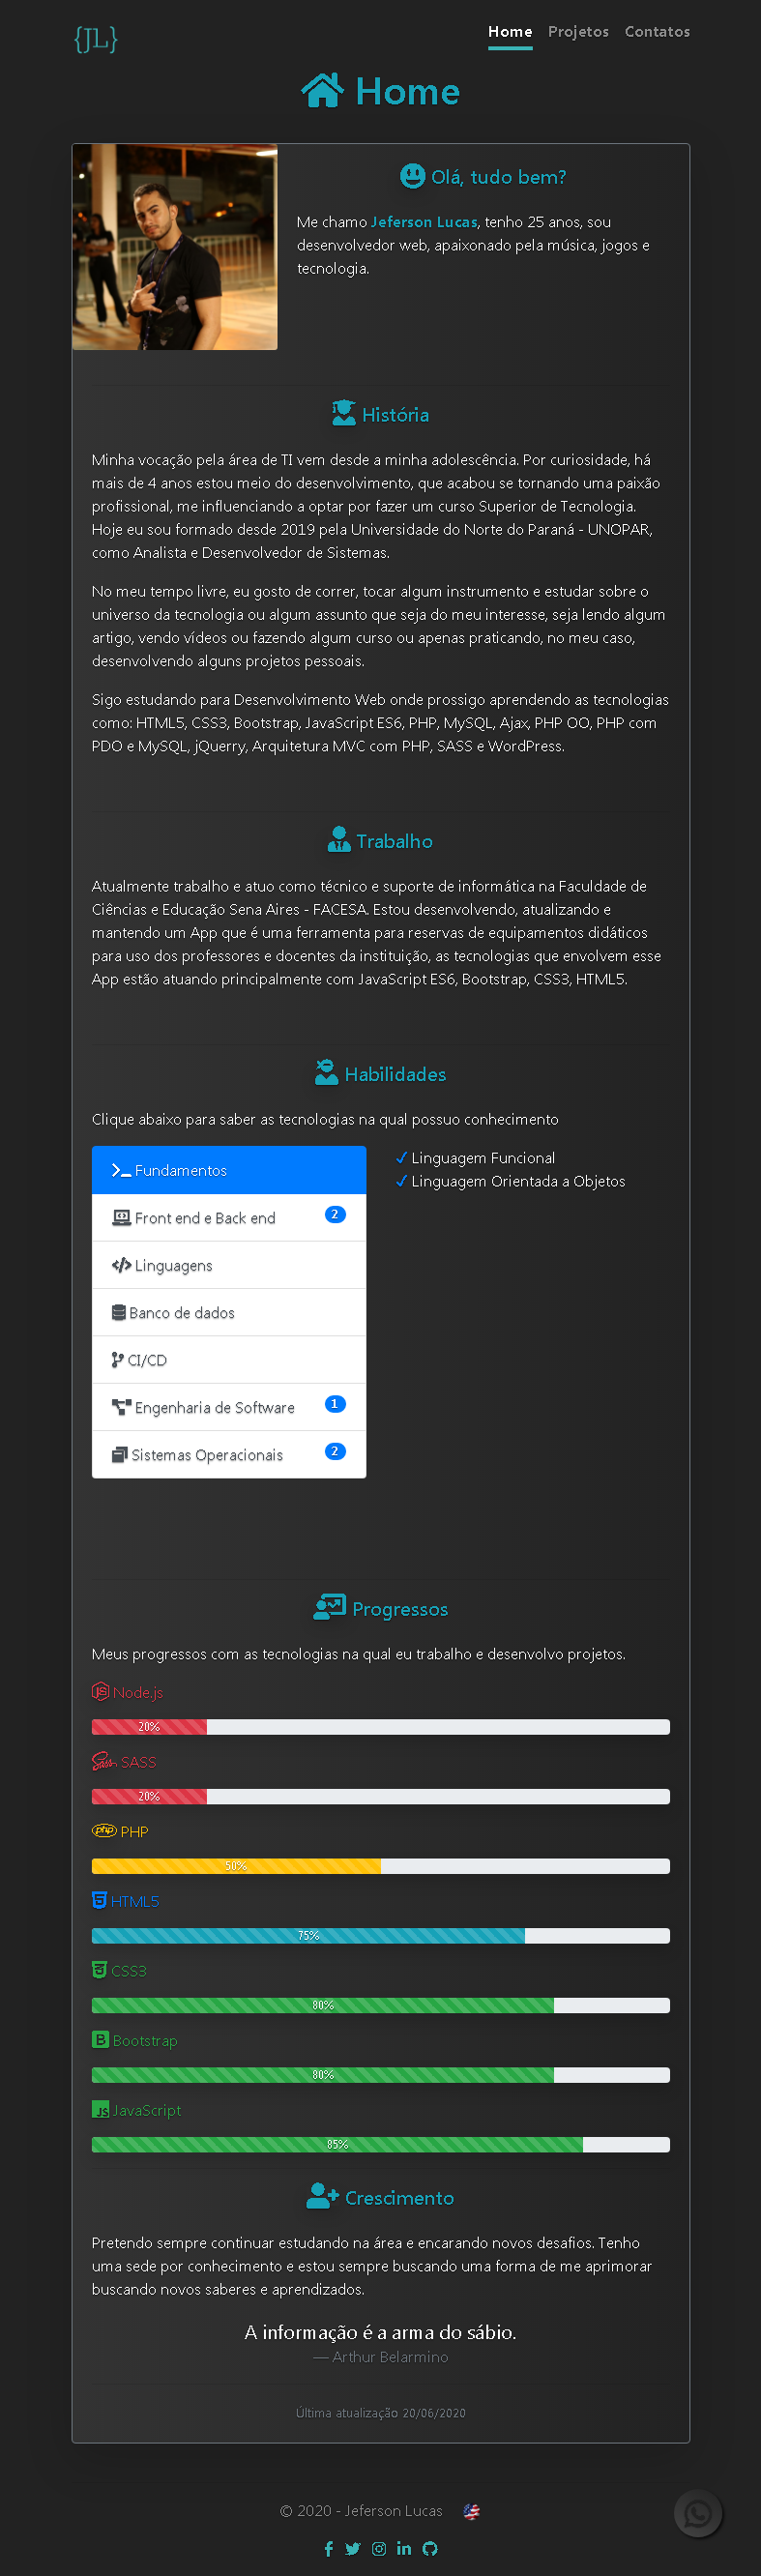 {JL}
Home Projetos Contatos
Home
Olá, tudo bem?
Me chamo Jeferson Lucas, tenho 25 anos, sou
desenvolvedor web, apaixonado pela música, jogos e
tecnologia.
História
Minha vocação pela área de TI vem desde a minha adolescência. Por curiosidade, há
mais de 4 anos estou meio do desenvolvimento, que acabou se tornando uma paixão
profissional, me influenciando a optar por fazer um curso Superior de Tecnologia.
Hoje eu sou formado desde 2019 pela Universidade do Norte do Paraná - UNOPAR,
como Analista e Desenvolvedor de Sistemas.
No meu tempo livre, eu gosto de correr, tocar algum instrumento e estudar sobre o
universo da tecnologia ou algum assunto que seja do meu interesse, seja lendo algum
artigo, vendo vídeos ou fazendo algum curso ou apenas praticando, no meu caso,
desenvolvendo alguns projetos pessoais.
Sigo estudando para Desenvolvimento Web onde prossigo aprendendo as tecnologias
como: HTML5, CSS3, Bootstrap, JavaScript ES6, PHP, MySQL, Ajax, PHP OO, PHP com
PDO e MySQL, jQuerry, Arquitetura MVC com PHP, SASS e WordPress.
Trabalho
Atualmente trabalho e atuo como técnico e suporte de informática na Faculdade de
Ciências e Educação Sena Aires - FACESA. Estou desenvolvendo, atualizando e
mantendo um App que é uma ferramenta para reservas de equipamentos didáticos
para uso dos professores e docentes da instituição, as tecnologias que envolvem esse
App estão atuando principalmente com JavaScript ES6, Bootstrap, CSS3, HTML5.
Habilidades
Clique abaixo para saber as tecnologias na qual possuo conhecimento
Fundamentos
Front end e Back end 2
Linguagens
Banco de dados
CI/CD
Engenharia de Software 1
Sistemas Operacionais 2
Linguagem Funcional
Linguagem Orientada a Objetos
Progressos
Meus progressos com as tecnologias na qual eu trabalho e desenvolvo projetos.
Node.js
20%
Sass SASS
20%
php PHP
50%
HTML5
75%
CSS3
80%
B Bootstrap
80%
JS JavaScript
85%
Crescimento
Pretendo sempre continuar estudando na área e encarando novos desafios. Tenho
uma sede por conhecimento e estou sempre buscando uma forma de me aprimorar
buscando novos saberes e aprendizados.
A informação é a arma do sábio.
— Arthur Belarmino
Última atualização 20/06/2020
© 2020 - Jeferson Lucas